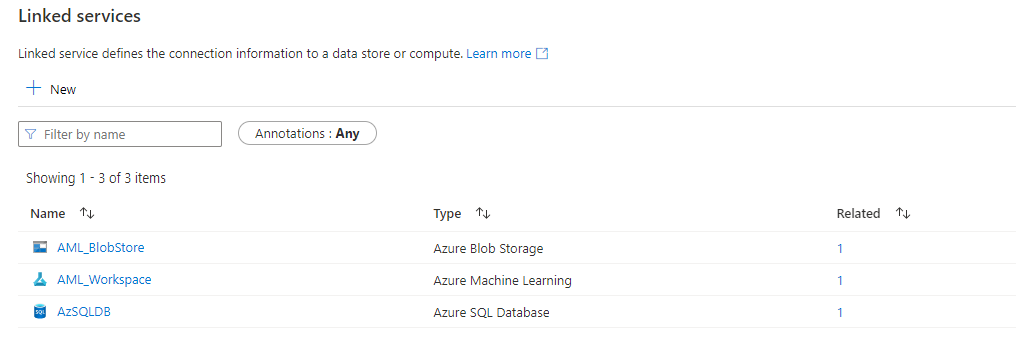 Linked services
Linked service defines the connection information to a data store or compute. Learn more
New
Filter by name
Annotations : Any
Showing 1 - 3 of 3 items
Name Type Related
AML_BlobStore Azure Blob Storage 1
AML_Workspace Azure Machine Learning 1
SQL AzSQLDB Azure SQL Database 1